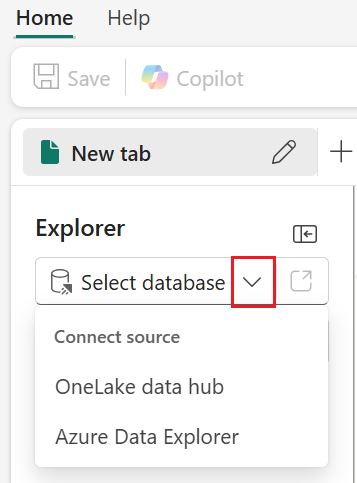 Home Help
Save Copilot
New tab
Explorer
Select database
Connect source
OneLake data hub
Azure Data Explorer